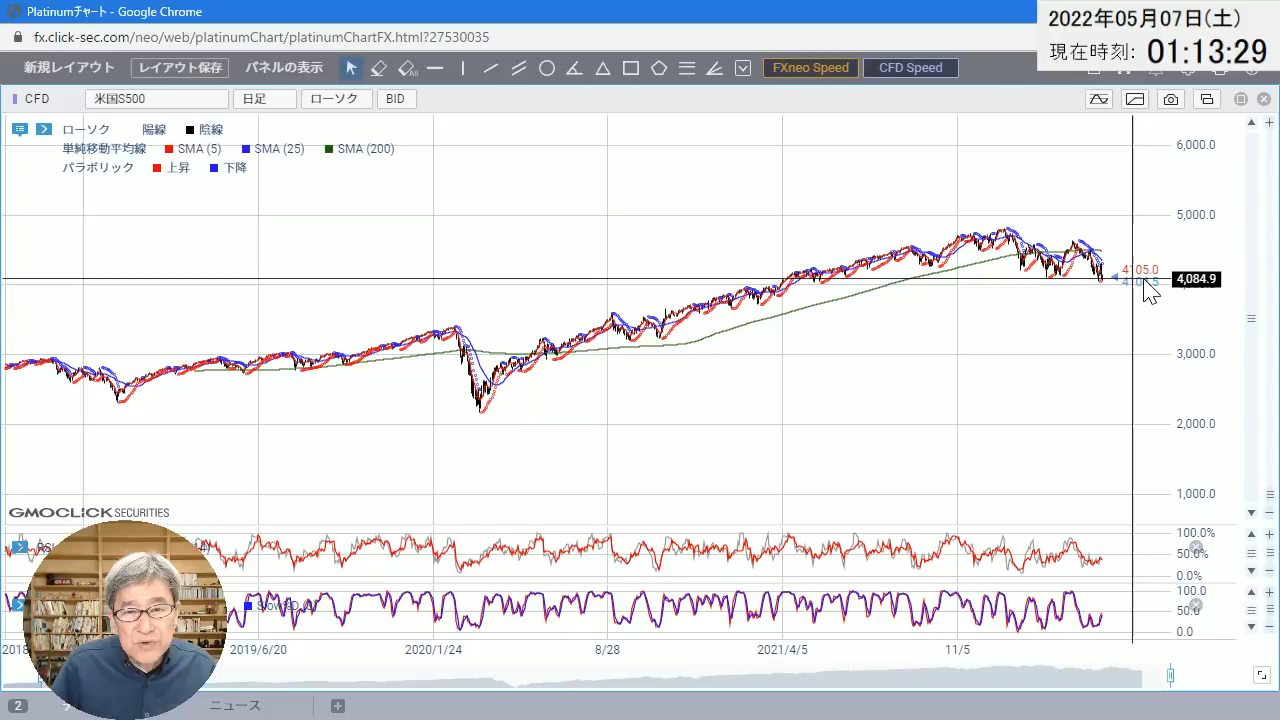 Platinumチャート - Google Chrome
2022年05月07日(土)
fx.click-sec.com/neo/web/platinumChart/platinumChartFX.html?27530035
現在時刻: 01:13:29
新規レイアウト レイアウト保存 パネルの表示 FXneo Speed CFD Speed
CFD 米国S500 日足 ローソク BID
ローソク 陽線 陰線
単純移動平均線 SMA (5) SMA (25) SMA (200)
パラボリック 上昇 下降
6,000.0
5,000.0
4105.0
4,084.9
3,000.0
2,000.0
1,000.0
GMOCLICK SECURITIES
100.0%
50.0%
0.0%
100.0
50.0
0.0
2018 2019/6/20 2020/1/24 8/28 2021/4/5 11/5
2 ニュース